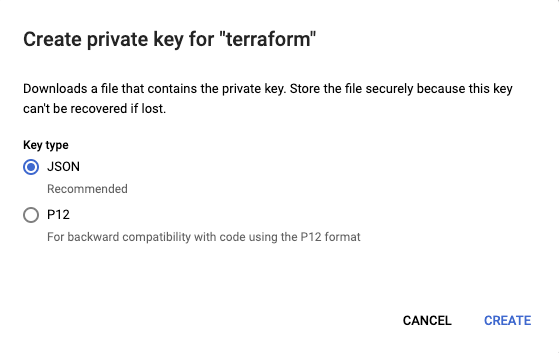 Create private key for "terraform"
Downloads a file that contains the private key. Store the file securely because this key
can't be recovered if lost.
Key type
JSON
Recommended
P12
For backward compatibility with code using the P12 format
CANCEL CREATE